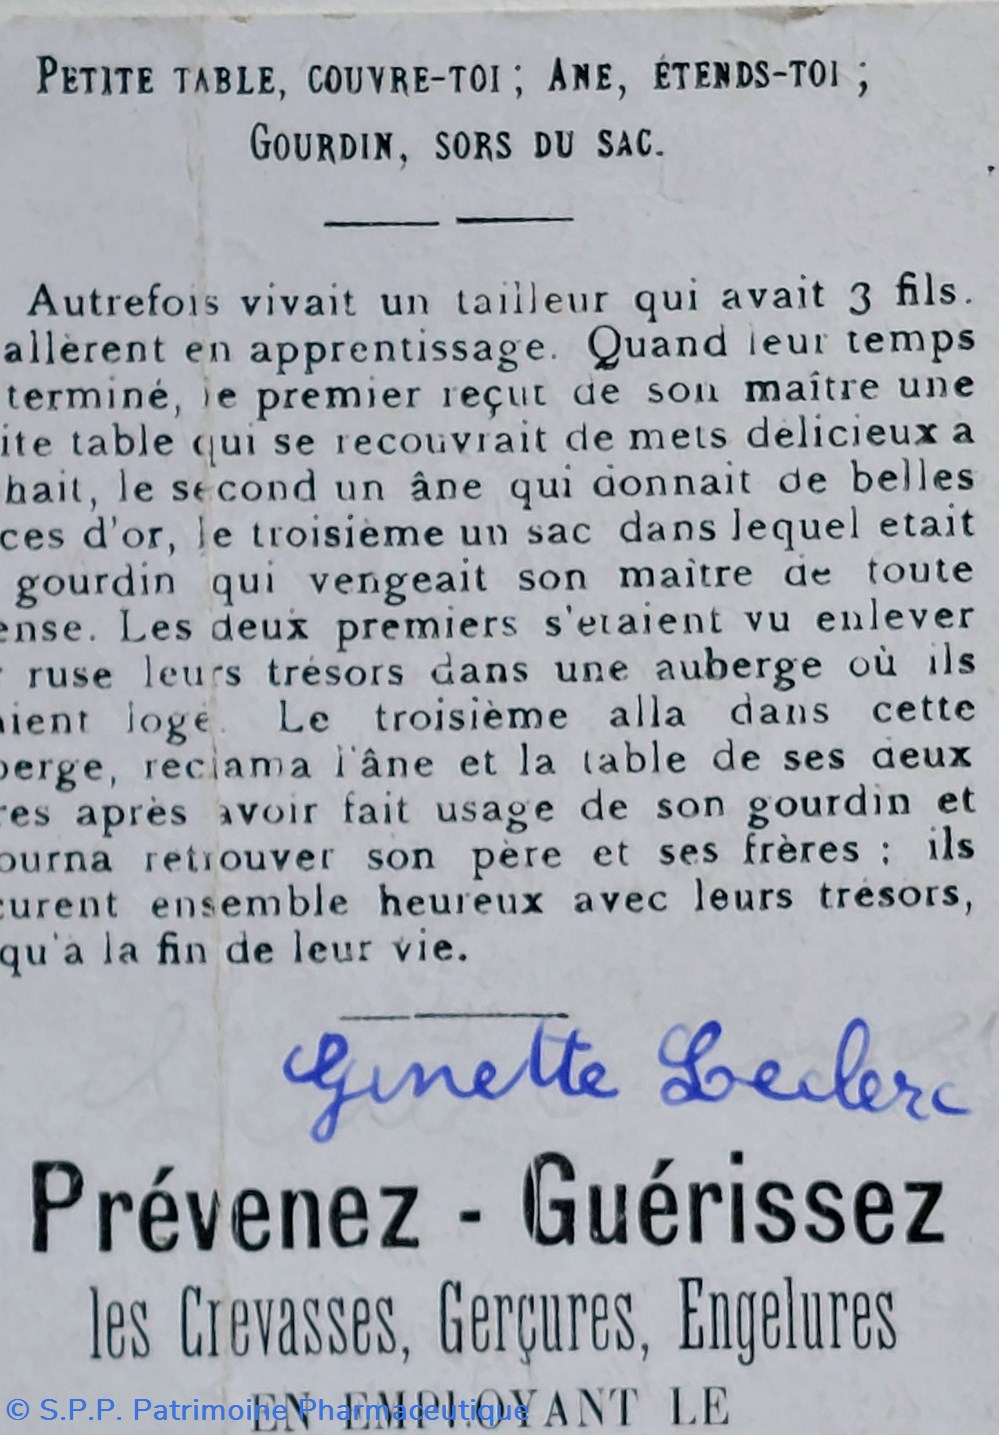 PETITE TABLE, COUVRE-TOI ; ANE, ÉTENDS-TOI ;
GOURDIN, SORS DU SAC.
Autrefois vivait un tailleur qui avait 3 fils.
allèrent en apprentissage. Quand leur temps
terminé, le premier reçut de son maître une
ite table qui se recouvrait de mets délicieux a
hait, le second un âne qui donnait de belles
ces d'or, le troisième un sac dans lequel etait
gourdin qui vengeait son maitre de toute
ense. Les deux premiers s'étaient vu enlever
r ruse leurs trésors dans une auberge où ils
aient logé. Le troisième alla dans cette
berge, reclama l'âne et la table de ses deux
res après avoir fait usage de son gourdin et
ourna retrouver son père et ses frères ; ils
curent ensemble heureux avec leurs trésors,
qu'à la fin de leur vie.
Ginette Leclerc
Prévenez - Guérissez
les Crevasses, Gerçures, Engelures
EN EMPLOYANT LE
© S.P.P. Patrimoine Pharmaceutique